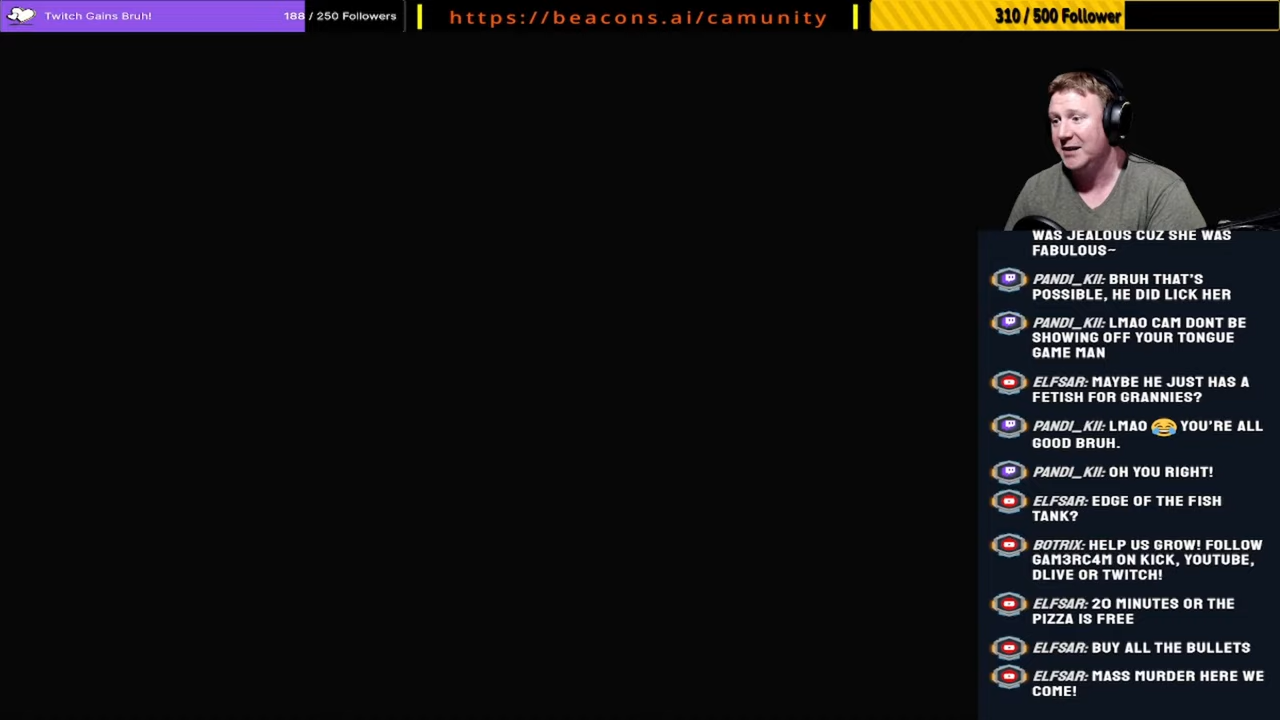 Twitch Gains Bruh!
188 / 250 Followers
https://beacons.ai/camunity
310 / 500 Follower
WAS JEALOUS CUZ SHE WAS
FABULOUS~
PANDI_KII: BRUH THAT'S
POSSIBLE, HE DID LICK HER
PANDI_KII: LMAO CAM DONT BE
SHOWING OFF YOUR TONGUE
GAME MAN
ELFSAR: MAYBE HE JUST HAS A
FETISH FOR GRANNIES?
PANDI_KII: LMAO 😂 YOU'RE ALL
GOOD BRUH.
PANDI_KII: OH YOU RIGHT!
ELFSAR: EDGE OF THE FISH
TANK?
BOTRIX: HELP US GROW! FOLLOW
GAM3RC4M ON KICK, YOUTUBE,
DLIVE OR TWITCH!
ELFSAR: 20 MINUTES OR THE
PIZZA IS FREE
ELFSAR: BUY ALL THE BULLETS
ELFSAR: MASS MURDER HERE WE
COME!